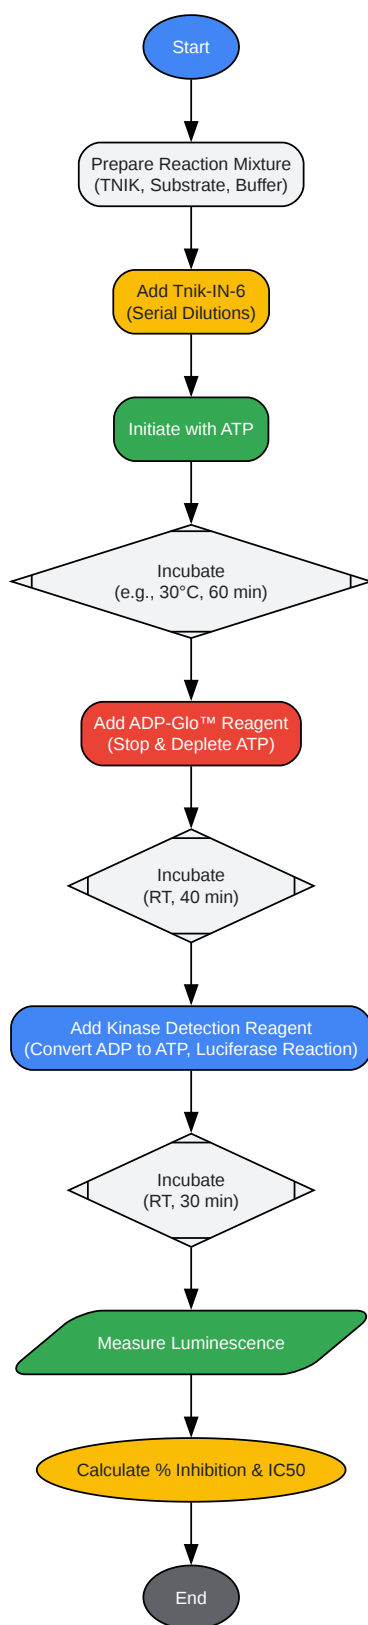 Start
Prepare Reaction Mixture
(TNIK, Substrate, Buffer)
Add Tnik-IN-6
(Serial Dilutions)
Initiate with ATP
Incubate
(e.g., 30°C, 60 min)
Add ADP-Glo™ Reagent
(Stop & Deplete ATP)
Incubate
(RT, 40 min)
Add Kinase Detection Reagent
(Convert ADP to ATP, Luciferase Reaction)
Incubate
(RT, 30 min)
Measure Luminescence
Calculate % Inhibition & IC50
End